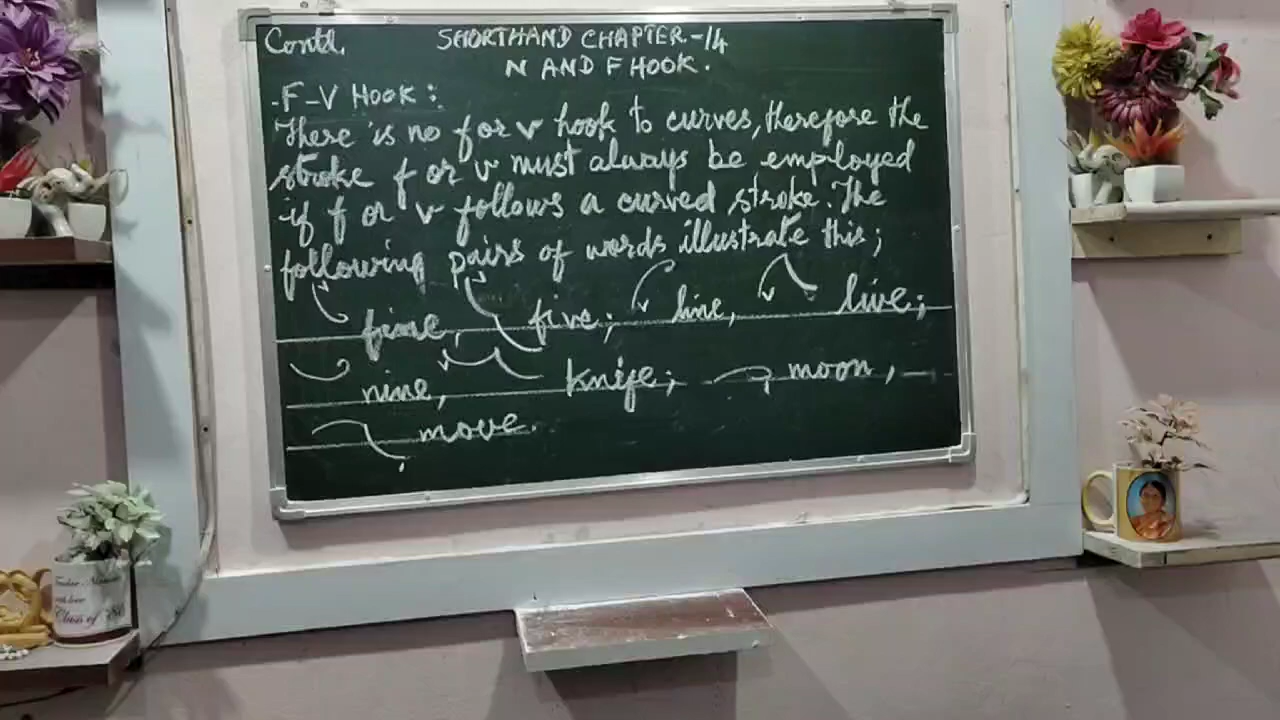 Contd. SHORTHAND CHAPTER-14
N AND F HOOK.
-F-V HOOK:
There is no f or v hook to curves, therefore the
stroke f or v must always be employed
if f or v follows a curved stroke. The
following pairs of words illustrate this;
fine, five; line, live;
nine, knife; moon,
move.
Class of